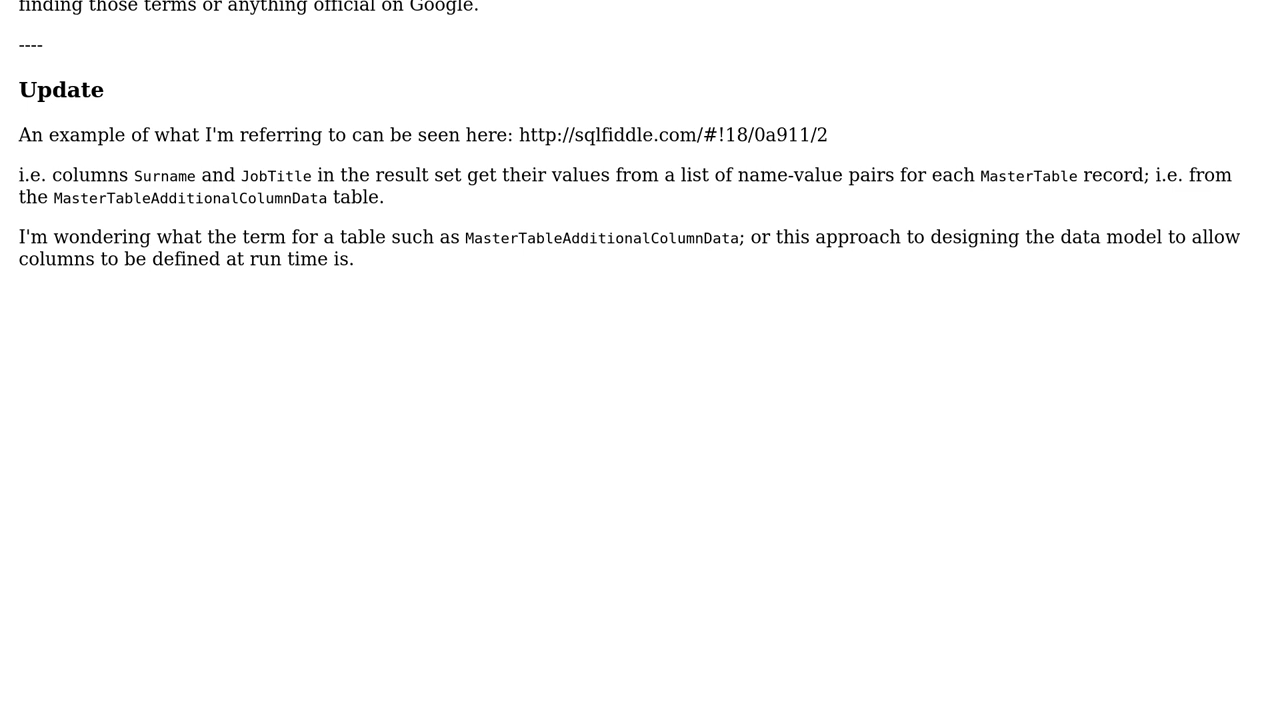 finding those terms or anything official on Google.
----
Update
An example of what I'm referring to can be seen here: http://sqlfiddle.com/#!18/0a911/2
i.e. columns Surname and JobTitle in the result set get their values from a list of name-value pairs for each MasterTable record; i.e. from
the MasterTableAdditionalColumnData table.
I'm wondering what the term for a table such as MasterTableAdditionalColumnData; or this approach to designing the data model to allow
columns to be defined at run time is.